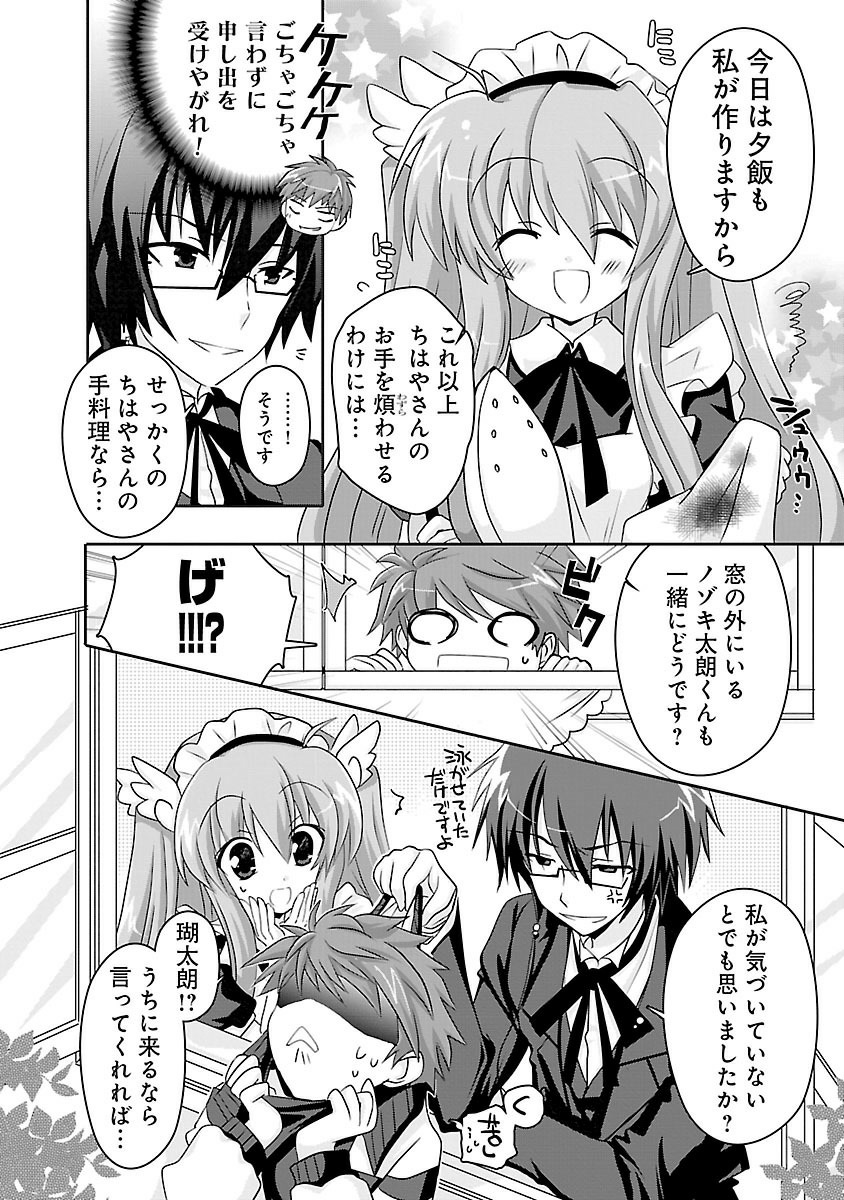 今日は夕飯も
私が作りますから
これ以上
ちはやさんの
お手を煩わせる
わずら
わけには…
シュウゥゥ…
ケケケ
ごちゃごちゃ
言わずに
申し出を
受けやがれ！
……！
そうです
せっかくの
ちはやさんの
手料理なら…
窓の外にいる
ノゾキ太朗くんも
一緒にどうです？
ビク
げ
!!!?
私が気づいていない
とでも思いましたか？
泳がせていた
だけですよ
く
苦
瑚太朗!?
うちに来るなら
言ってくれれば…